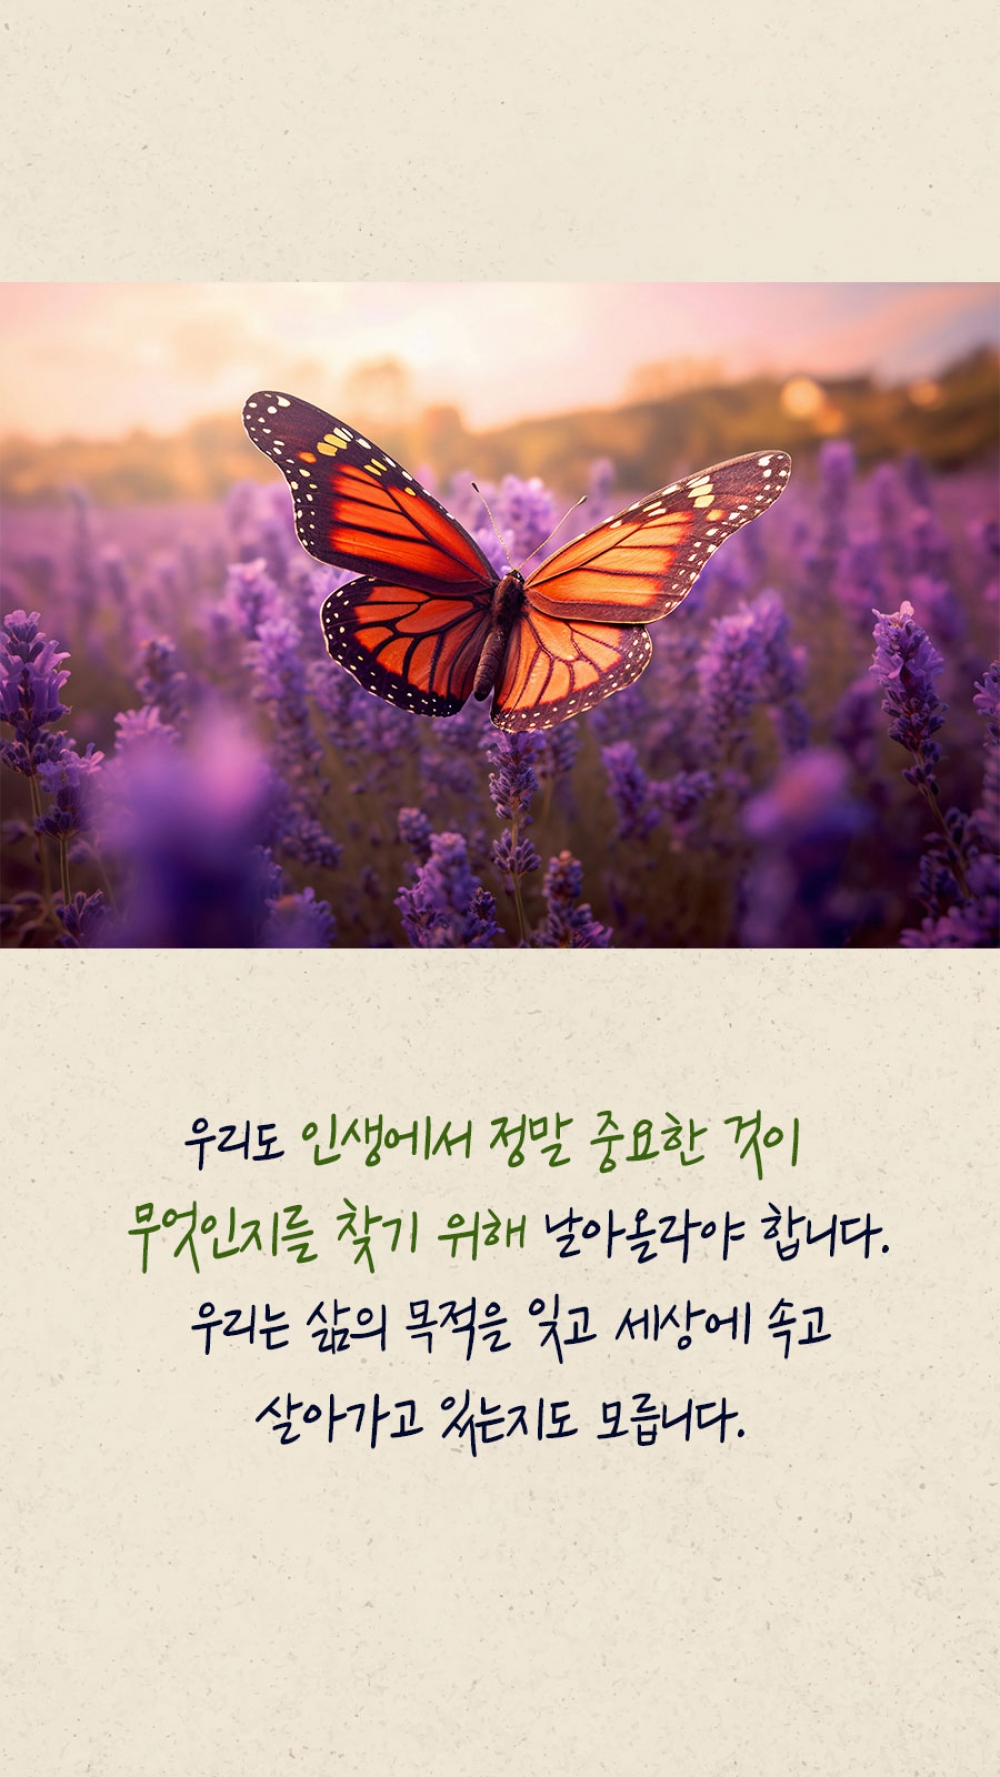 우리도 인생에서 정말 중요한 것이
무엇인지를 찾기 위해 날아올라야 합니다.
우리는 삶의 목적을 잊고 세상에 속고
살아가고 있는지도 모릅니다.